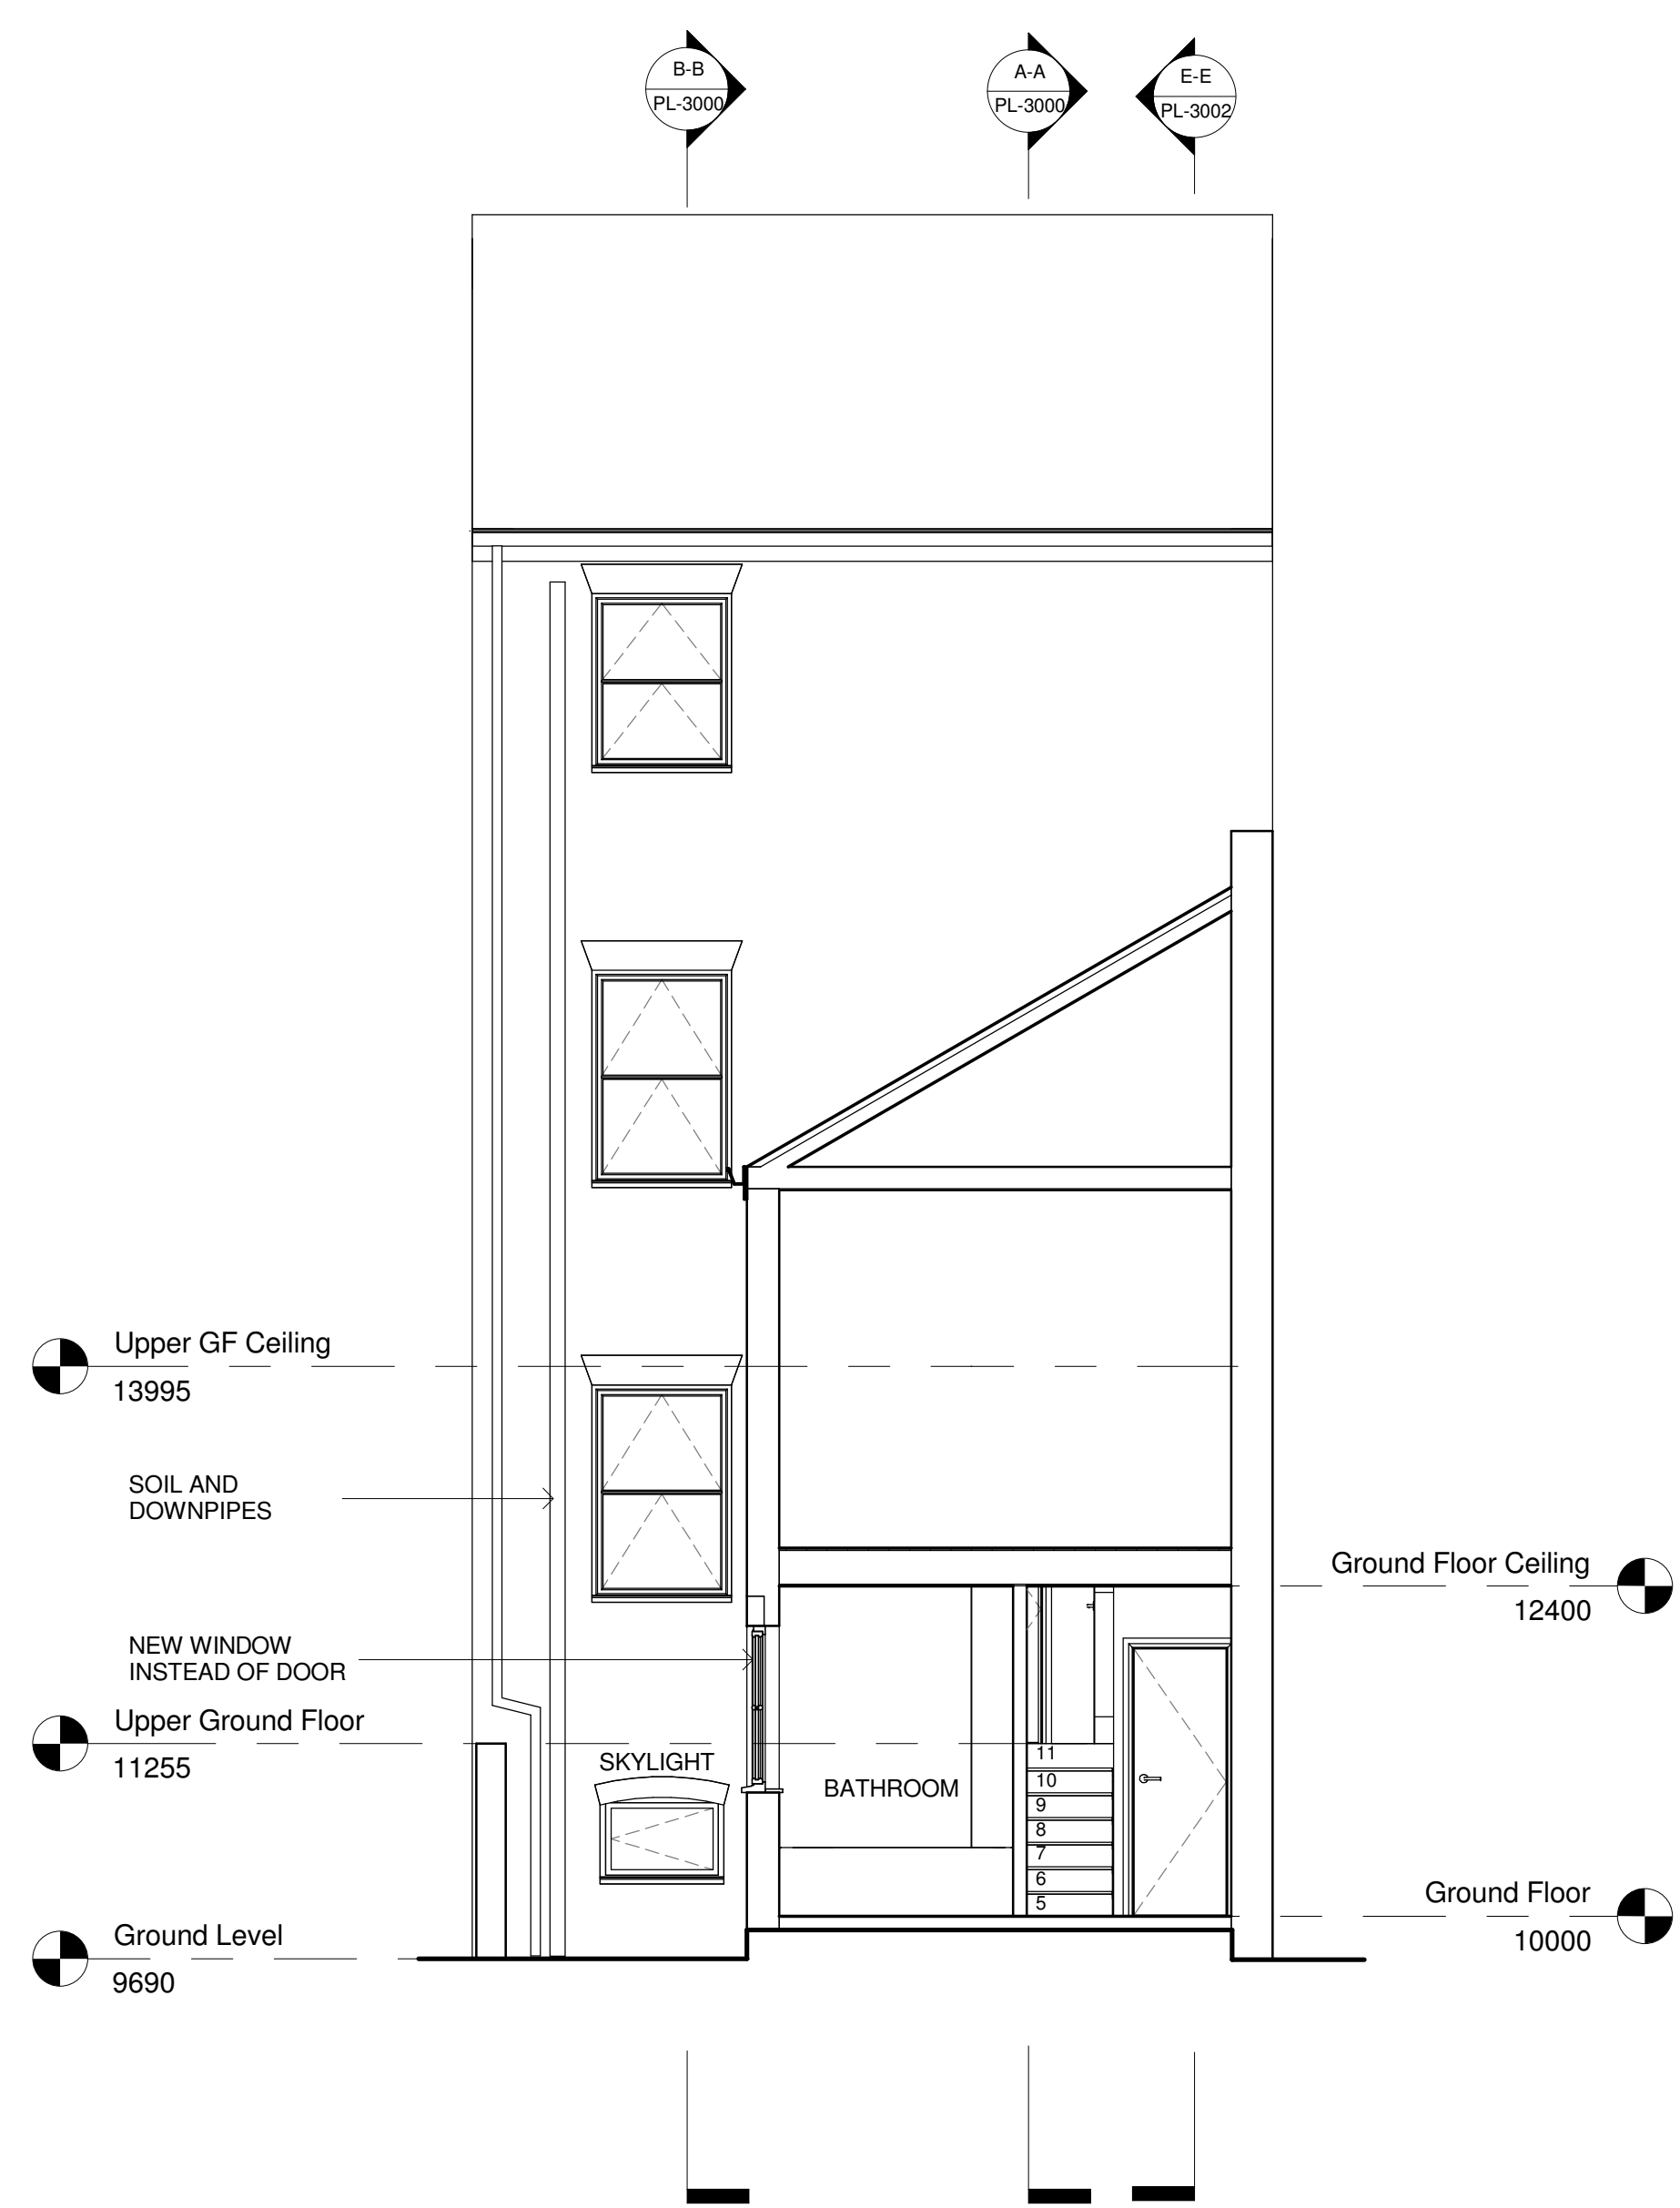 B-B
PL-3000
A-A
PL-3000
E-E
PL-3002
Upper GF Ceiling
13995
SOIL AND
DOWNPIPES
Ground Floor Ceiling
12400
NEW WINDOW
INSTEAD OF DOOR
Upper Ground Floor
11255
SKYLIGHT
BATHROOM
11
10
9
8
7
6
5
Ground Floor
10000
Ground Level
9690